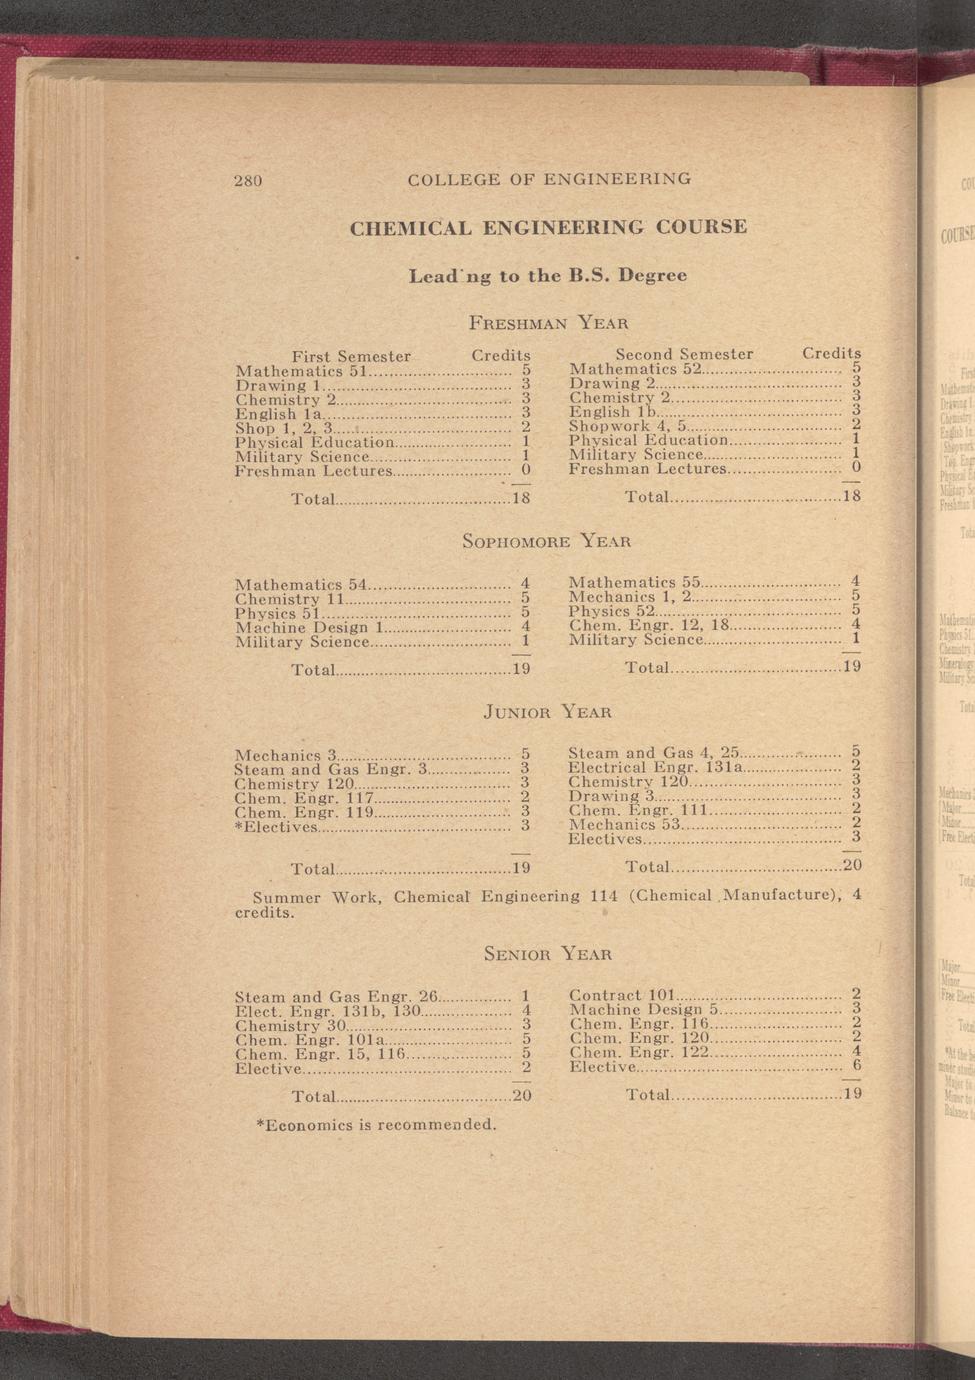 280 COLLEGE OF ENGINEERING
CHEMICAL ENGINEERING COURSE
Lead ng to the B.S. Degree
FRESHMAN YEAR
First Semester Credits
Mathematics 51 5
Drawing 1 3
Chemistry 2 3
English 1a 3
Shop 1, 2, 3 2
Physical Education 1
Military Science 1
Freshman Lectures 0
Total 18
Second Semester Credits
Mathematics 52 5
Drawing 2 3
Chemistry 2 3
English 1b 3
Shopwork 4, 5 2
Physical Education 1
Military Science 1
Freshman Lectures 0
Total 18
SOPHOMORE YEAR
Mathematics 54 4
Chemistry 11 5
Physics 51 5
Machine Design 1 4
Military Science 1
Total 19
Mathematics 55 4
Mechanics 1, 2 5
Physics 52 5
Chem. Engr. 12, 18 4
Military Science 1
Total 19
JUNIOR YEAR
Mechanics 3 5
Steam and Gas Engr. 3 3
Chemistry 120 3
Chem. Engr. 117 2
Chem. Engr. 119 3
*Electives 3
Total 19
Steam and Gas 4, 25 5
Electrical Engr. 131a 2
Chemistry 120 3
Drawing 3 3
Chem. Engr. 111 2
Mechanics 53 2
Electives 3
Total 20
Summer Work, Chemical Engineering 114 (Chemical Manufacture), 4
credits.
SENIOR YEAR
Steam and Gas Engr. 26 1
Elect. Engr. 131b, 130 4
Chemistry 30 3
Chem. Engr. 101a 5
Chem. Engr. 15, 116 5
Elective 2
Total 20
Contract 101 2
Machine Design 5 3
Chem. Engr. 116 2
Chem. Engr. 120 2
Chem. Engr. 122 4
Elective 6
Total 19
*Economics is recommended.